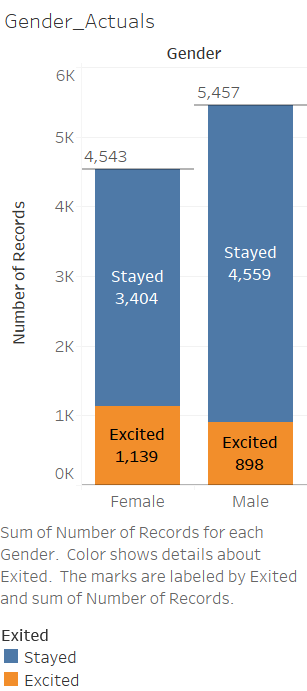 Gender_Actuals
Gender
6K
5,457
5K
4,543
4K
3K
2K
1K
0K
Number of Records
Stayed
3,404
Stayed
4,559
Excited
1,139
Excited
898
Female Male
Sum of Number of Records for each
Gender.  Color shows details about
Exited.  The marks are labeled by Exited
and sum of Number of Records.
Exited
Stayed
Excited